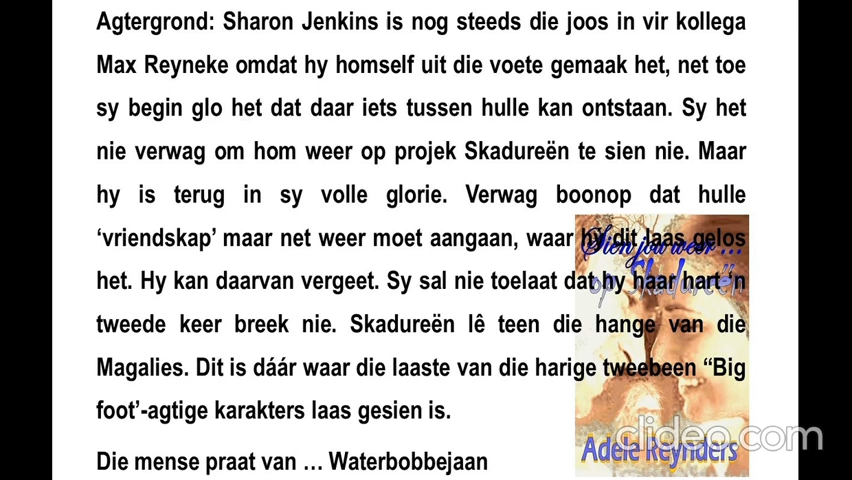 Agtergrond: Sharon Jenkins is nog steeds die joos in vir kollega
Max Reyneke omdat hy homself uit die voete gemaak het, net toe
sy begin glo het dat daar iets tussen hulle kan ontstaan. Sy het
nie verwag om hom weer op projek Skadureën te sien nie. Maar
hy is terug in sy volle glorie. Verwag boonop dat hulle
‘vriendskap’ maar net weer moet aangaan, waar hy dit laas gelos
het. Hy kan daarvan vergeet. Sy sal nie toelaat dat hy haar hart ‘n
tweede keer breek nie. Skadureën lê teen die hange van die
Magalies. Dit is dáár waar die laaste van die harige tweebeen “Big
foot’-agtige karakters laas gesien is.
Die mense praat van … Waterbobbejaan
Sien jou weer ...
op Skadureën
Adele Reynders
clideo.com